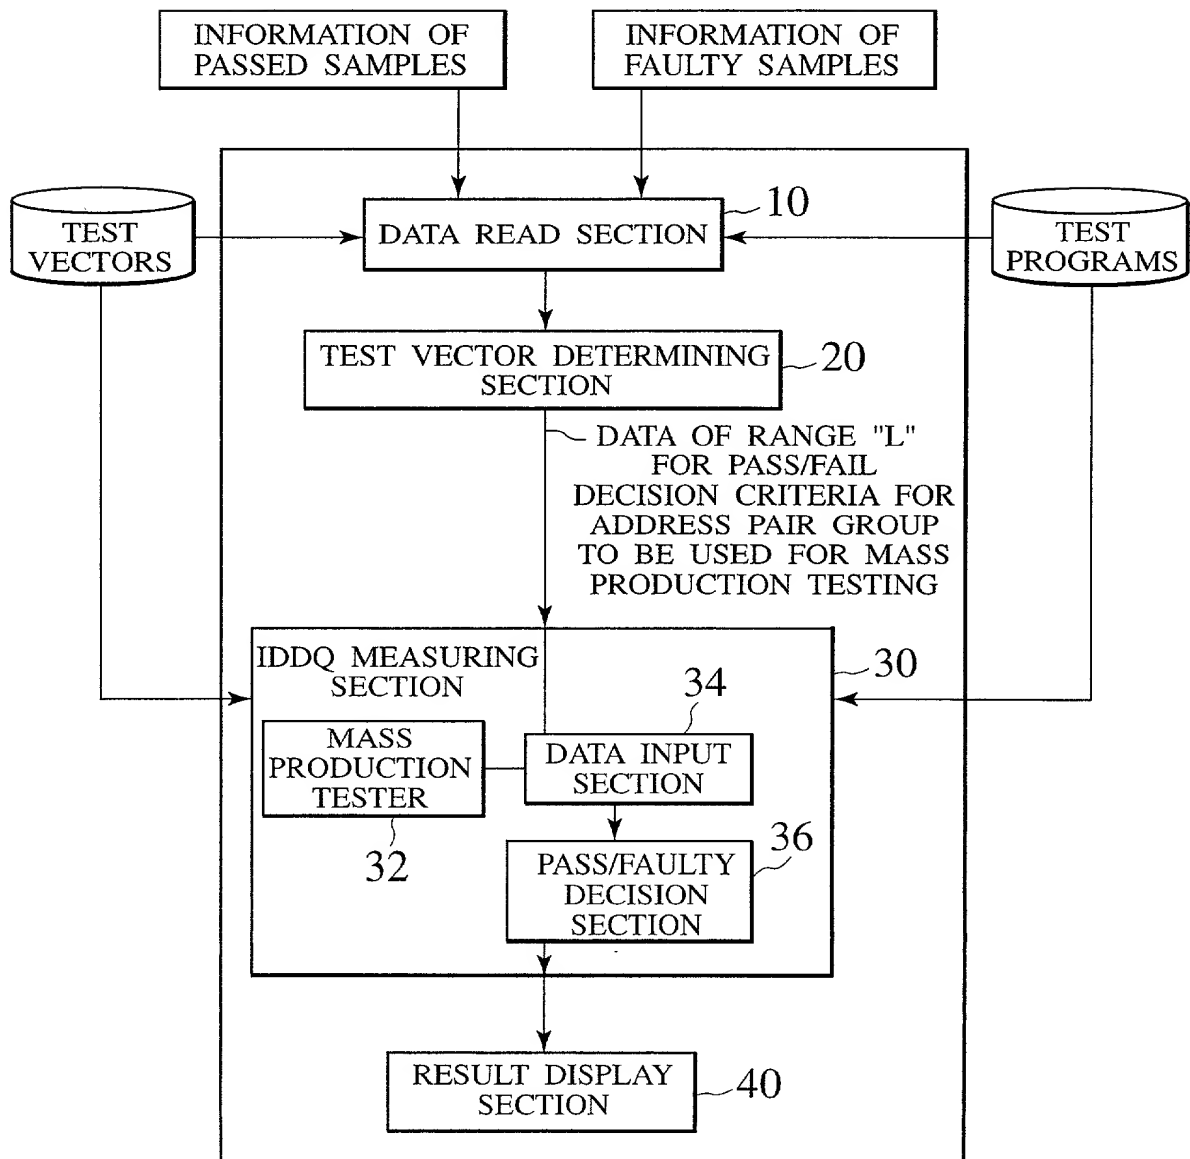 INFORMATION OF
PASSED SAMPLES
INFORMATION OF
FAULTY SAMPLES
TEST
VECTORS
10
DATA READ SECTION
TEST
PROGRAMS
TEST VECTOR DETERMINING
SECTION
20
DATA OF RANGE "L"
FOR PASS/FAIL
DECISION CRITERIA FOR
ADDRESS PAIR GROUP
TO BE USED FOR MASS
PRODUCTION TESTING
IDDQ MEASURING
SECTION
30
34
MASS
PRODUCTION
TESTER
32
DATA INPUT
SECTION
36
PASS/FAULTY
DECISION
SECTION
RESULT DISPLAY
SECTION
40